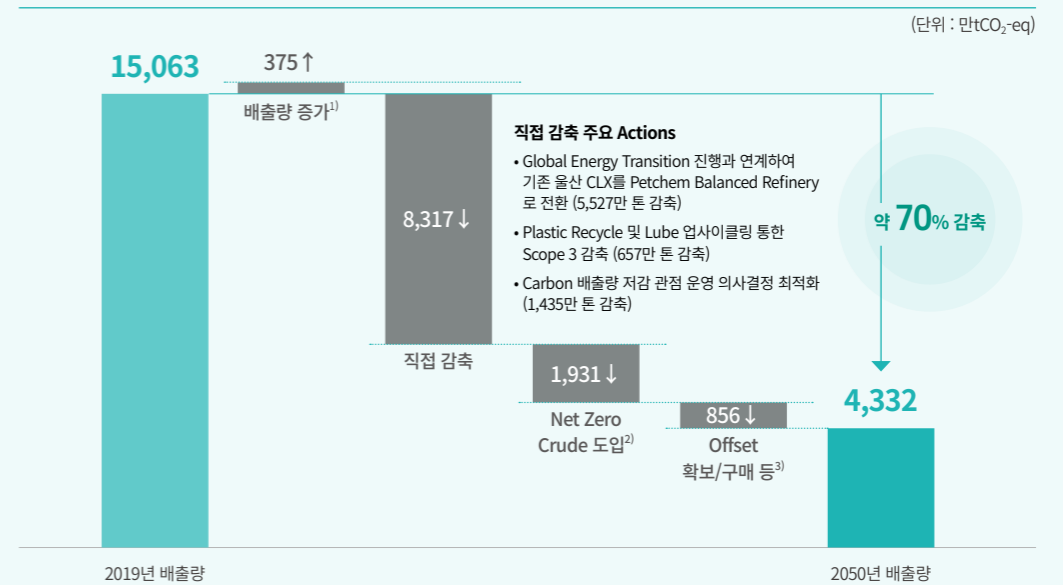 (단위 : 만tCO₂-eq)
15,063
375↑
배출량 증가1)
8,317↓
직접 감축
직접 감축 주요 Actions
• Global Energy Transition 진행과 연계하여
기존 울산 CLX를 Petchem Balanced Refinery
로 전환 (5,527만 톤 감축)
• Plastic Recycle 및 Lube 업사이클링 통한
Scope 3 감축 (657만 톤 감축)
• Carbon 배출량 저감 관점 운영 의사결정 최적화
(1,435만 톤 감축)
약 70% 감축
1,931↓
Net Zero
Crude 도입2)
856↓
Offset
확보/구매 등3)
4,332
2019년 배출량
2050년 배출량